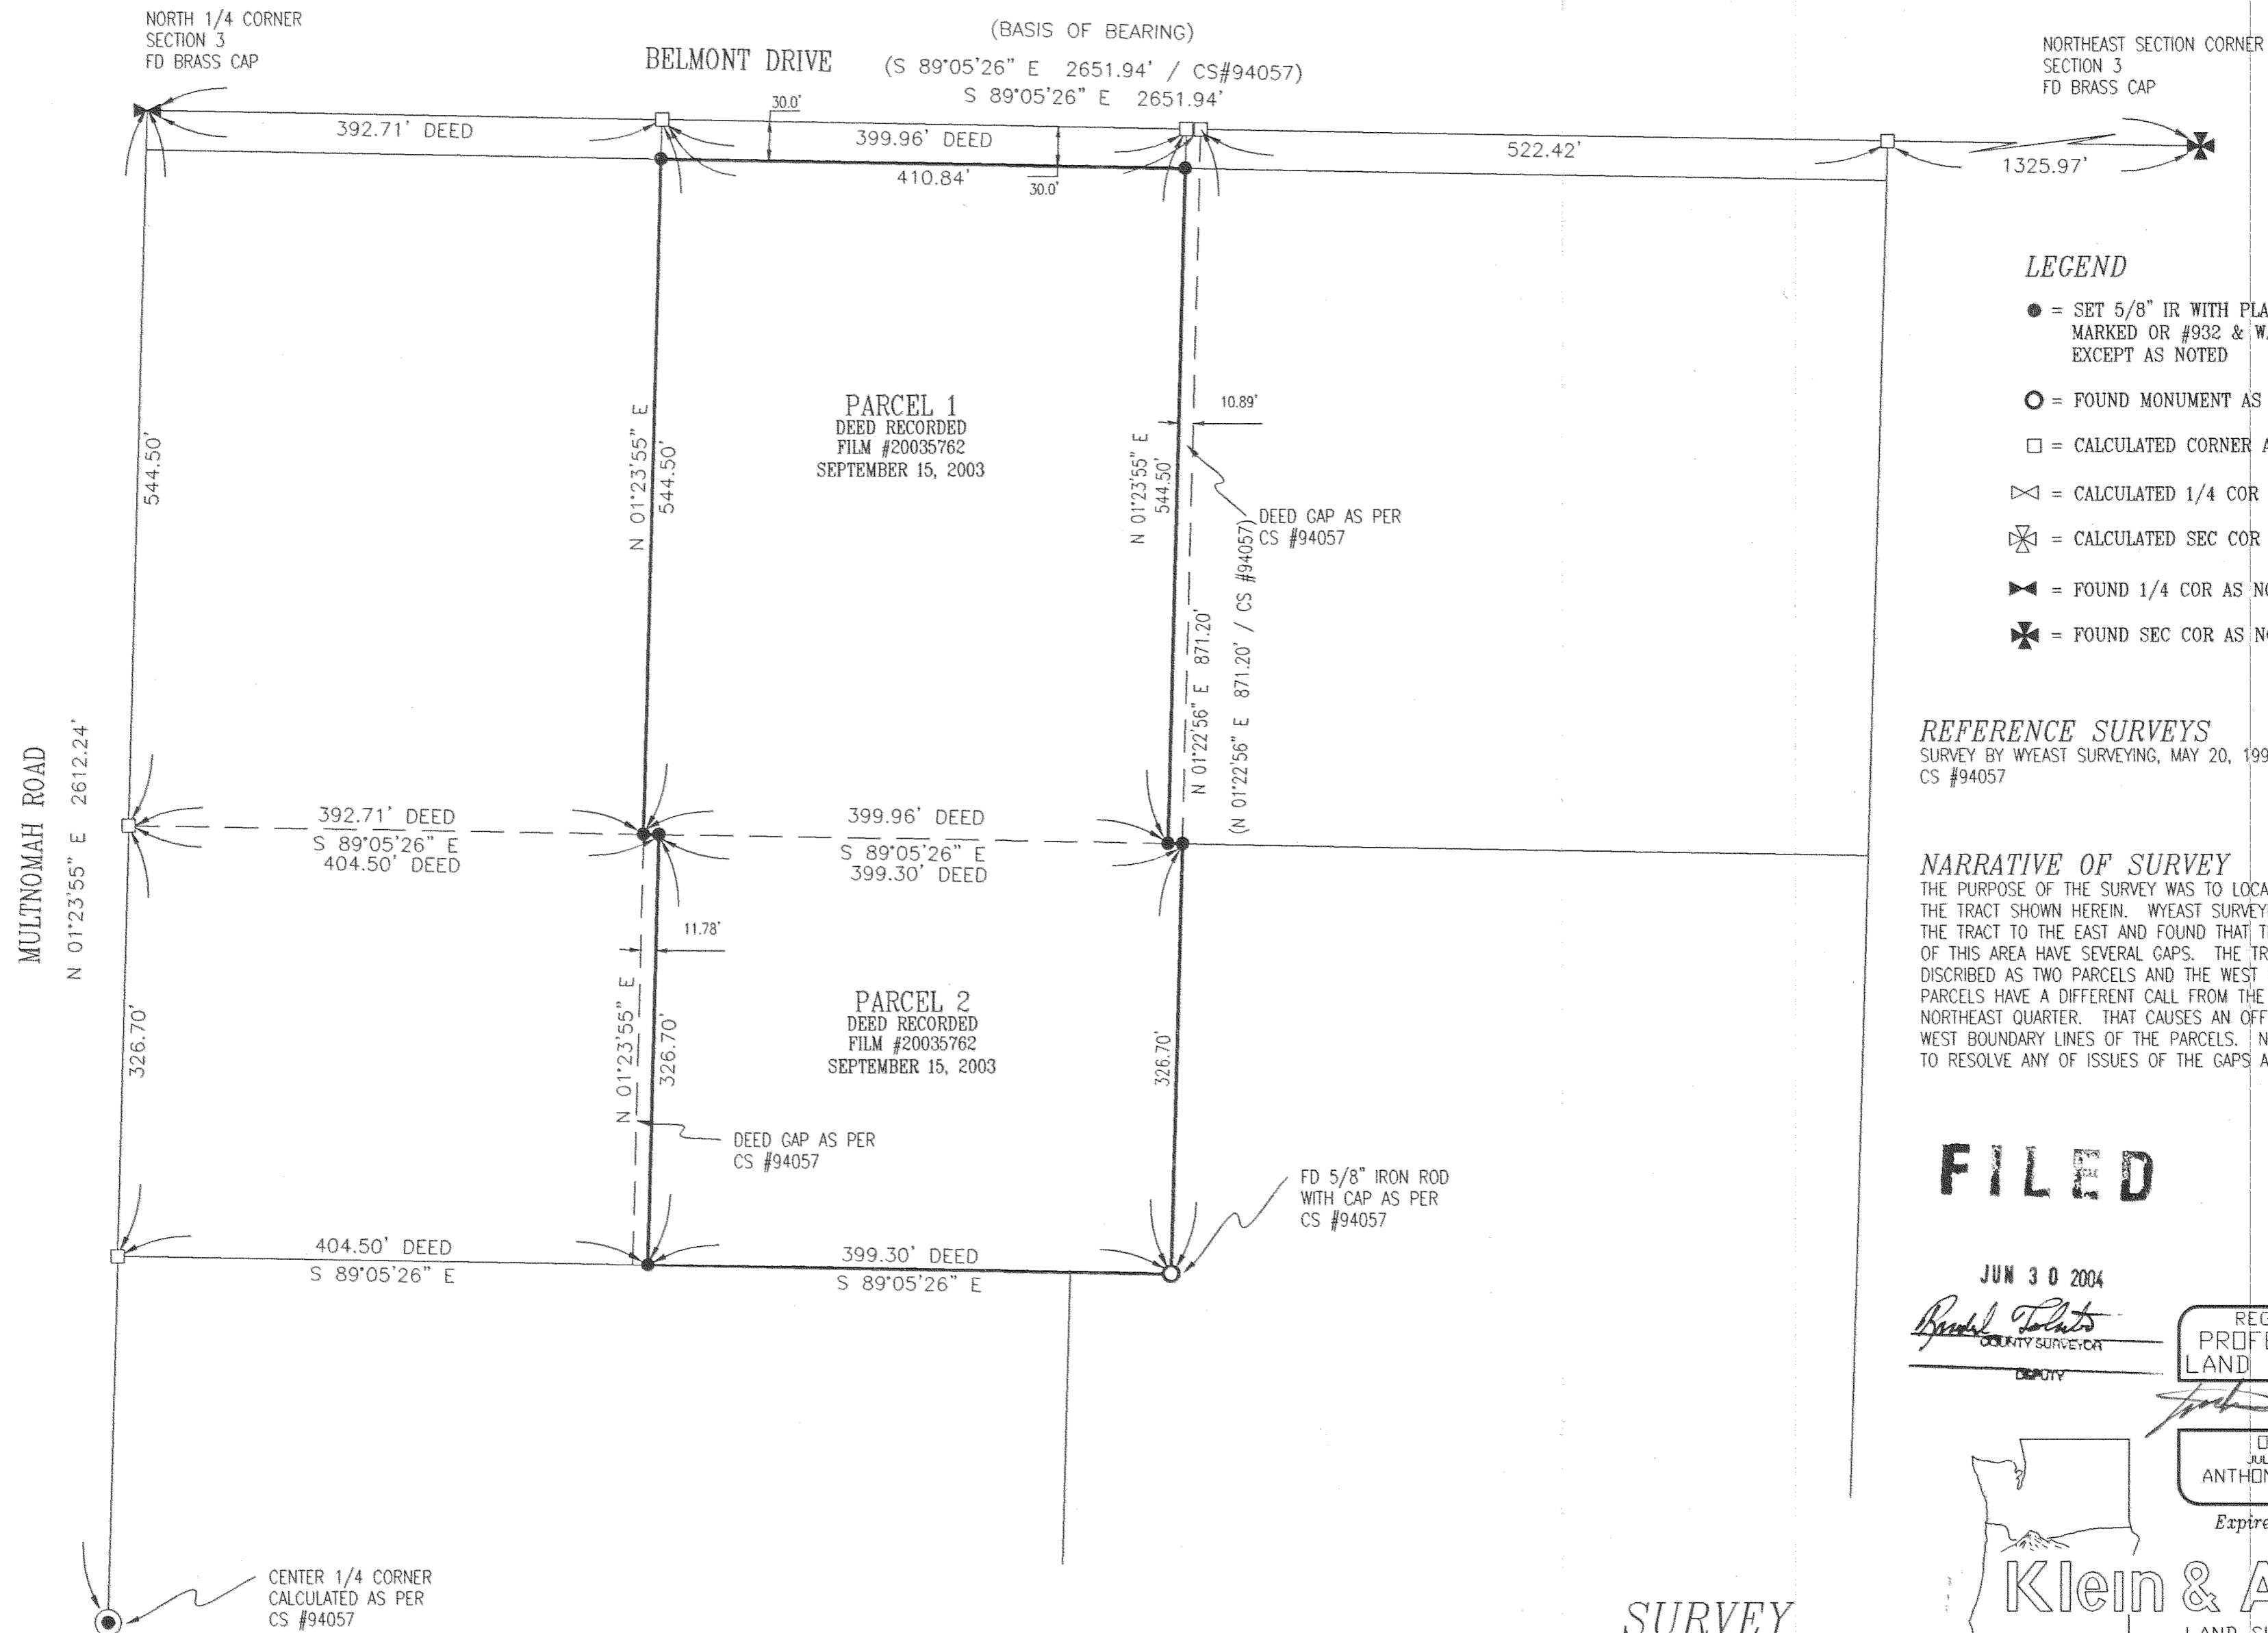 NORTH 1/4 CORNER
SECTION 3
FD BRASS CAP
(BASIS OF BEARING)
BELMONT DRIVE
(S 89°05'26" E 2651.94' / CS#94057)
S 89°05'26" E 2651.94'
NORTHEAST SECTION CORNER
SECTION 3
FD BRASS CAP
392.71' DEED
30.0'
399.96' DEED
410.84'
30.0'
522.42'
1325.97'
LEGEND
= SET 5/8" IR WITH
MARKED OR #932 &
EXCEPT AS NOTED
= FOUND MONUMENT AS
= CALCULATED CORNER
= CALCULATED 1/4 COR
= CALCULATED SEC COR
= FOUND 1/4 COR AS
= FOUND SEC COR AS
544.50'
N 01°23'55" E
544.50'
PARCEL 1
DEED RECORDED
FILM #20035762
SEPTEMBER 15, 2003
N 01°23'55" E
544.50'
10.89'
DEED GAP AS PER
CS #94057
N 01°22'56" E 871.20'
(N 01°22'56" E 871.20' / CS #94057)
REFERENCE SURVEYS
SURVEY BY WYEAST SURVEYING, MAY 20, 199
CS #94057
MULTNOMAH ROAD
N 01°23'55" E 2612.24'
392.71' DEED
S 89°05'26" E
404.50' DEED
399.96' DEED
S 89°05'26" E
399.30' DEED
NARRATIVE OF SURVEY
THE PURPOSE OF THE SURVEY WAS TO LOCA
THE TRACT SHOWN HEREIN. WYEAST SURVEY
THE TRACT TO THE EAST AND FOUND THAT T
OF THIS AREA HAVE SEVERAL GAPS. THE TR
DISCRIBED AS TWO PARCELS AND THE WEST
PARCELS HAVE A DIFFERENT CALL FROM THE
NORTHEAST QUARTER. THAT CAUSES AN OFF
WEST BOUNDARY LINES OF THE PARCELS. N
TO RESOLVE ANY OF ISSUES OF THE GAPS A
326.70'
N 01°23'55" E
326.70'
11.78'
PARCEL 2
DEED RECORDED
FILM #20035762
SEPTEMBER 15, 2003
326.70'
DEED GAP AS PER
CS #94057
FD 5/8" IRON ROD
WITH CAP AS PER
CS #94057
404.50' DEED
S 89°05'26" E
399.30' DEED
S 89°05'26" E
FILED
JUN 30 2004
COUNTY SURVEYOR
DEPUTY
REG
PROFE
LAND
JUL
ANTHON
Expire
CENTER 1/4 CORNER
CALCULATED AS PER
CS #94057
Klein & A
SURVEY